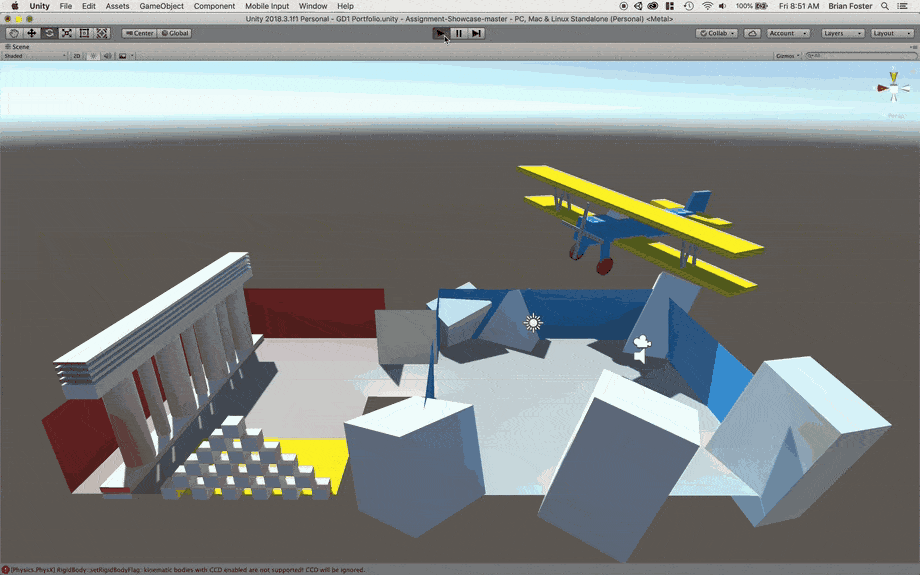 Unity File Edit Assets GameObject Component Mobile Input Window Help 100% Fri 8:51 AM Brian Foster
Unity 2018.3.1f1 Personal - GD1 Portfolio.unity - Assignment-Showcase-master - PC, Mac & Linux Standalone (Personal) <Metal>
Center Global Collab Account Layers Layout
Scene
Shaded 2D Gizmos
[Physics.PhysX] RigidBody::setRigidBodyFlag: kinematic bodies with CCD enabled are not supported! CCD will be ignored.